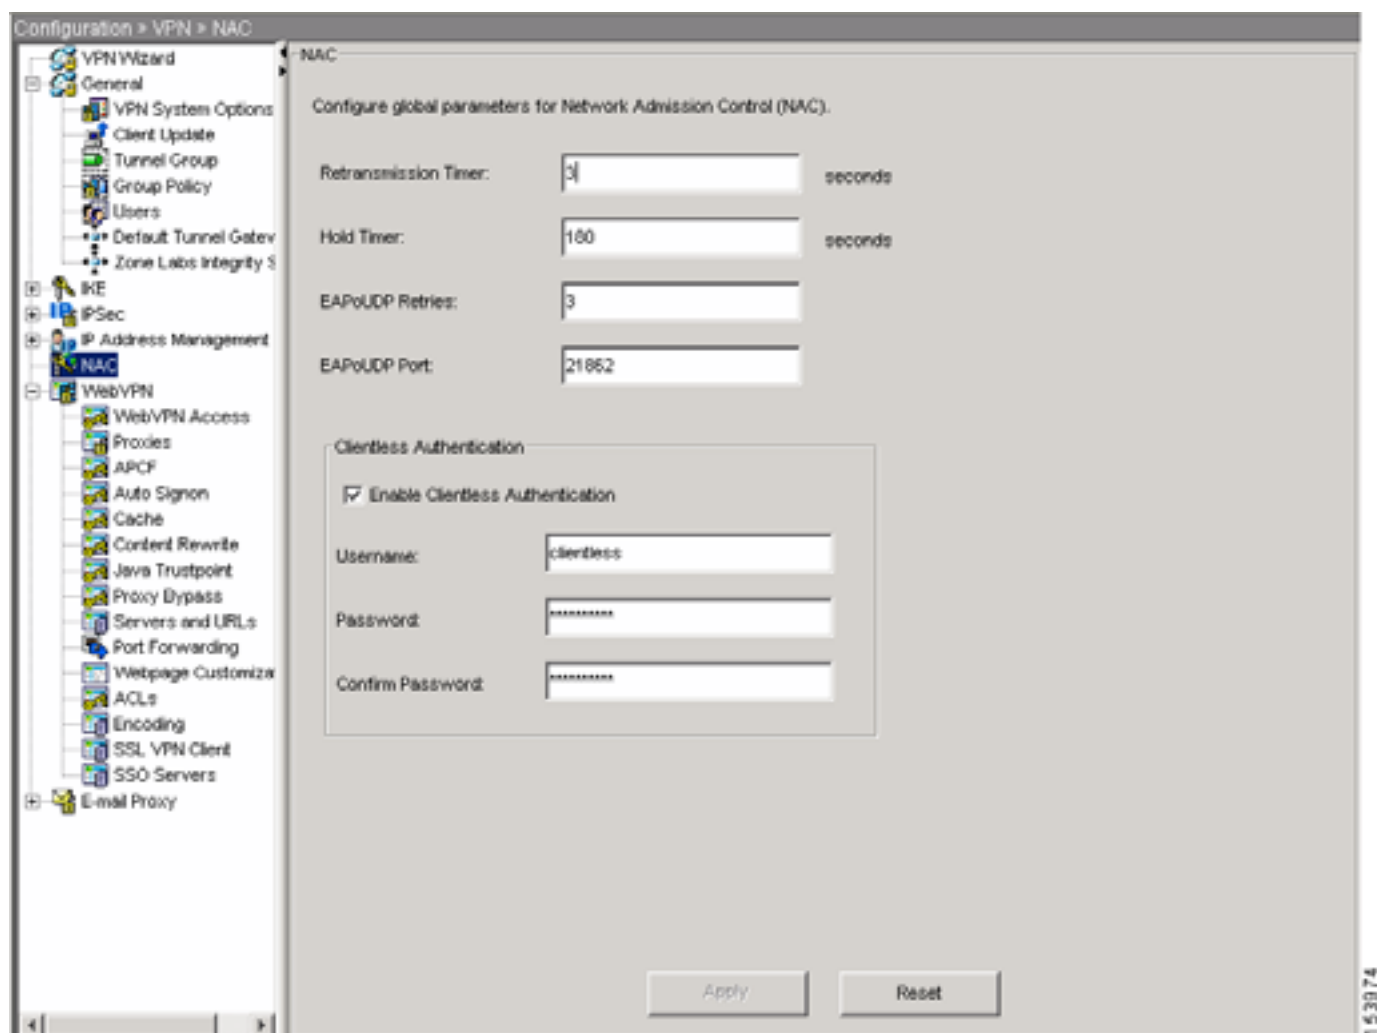 Configuration > VPN > NAC
VPN Wizard
General
VPN System Options
Client Update
Tunnel Group
Group Policy
Users
Default Tunnel Gatew
Zone Labs Integrity S
IKE
IPSec
IP Address Management
NAC
WebVPN
WebVPN Access
Proxies
APCF
Auto Signon
Cache
Content Rewrite
Java Trustpoint
Proxy Bypass
Servers and URLs
Port Forwarding
Webpage Customiza
ACLs
Encoding
SSL VPN Client
SSO Servers
E-mail Proxy
NAC
Configure global parameters for Network Admission Control (NAC).
Retransmission Timer: 3 seconds
Hold Timer: 180 seconds
EAPoUDP Retries: 3
EAPoUDP Port: 21862
Clientless Authentication
Enable Clientless Authentication
Username: clientless
Password: **********
Confirm Password: **********
Apply Reset
153974